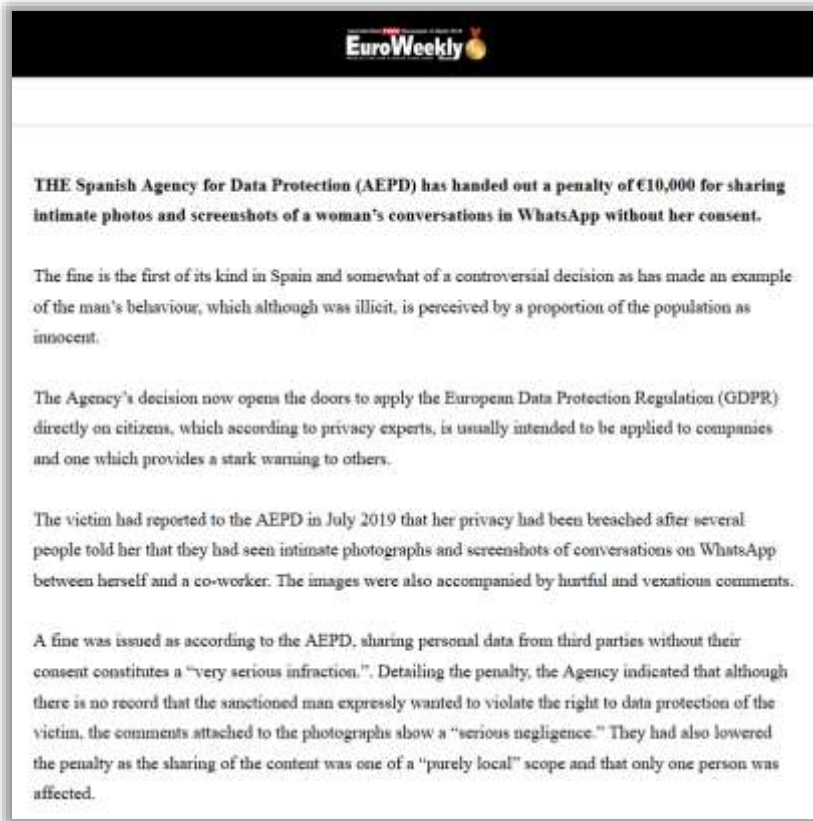 EuroWeekly
THE Spanish Agency for Data Protection (AEPD) has handed out a penalty of €10,000 for sharing
intimate photos and screenshots of a woman's conversations in WhatsApp without her consent.
The fine is the first of its kind in Spain and somewhat of a controversial decision as has made an example
of the man's behaviour, which although was illicit, is perceived by a proportion of the population as
innocent.
The Agency's decision now opens the doors to apply the European Data Protection Regulation (GDPR)
directly on citizens, which according to privacy experts, is usually intended to be applied to companies
and one which provides a stark warning to others.
The victim had reported to the AEPD in July 2019 that her privacy had been breached after several
people told her that they had seen intimate photographs and screenshots of conversations on WhatsApp
between herself and a co-worker. The images were also accompanied by hurtful and vexatious comments.
A fine was issued as according to the AEPD, sharing personal data from third parties without their
consent constitutes a “very serious infraction.”. Detailing the penalty, the Agency indicated that although
there is no record that the sanctioned man expressly wanted to violate the right to data protection of the
victim, the comments attached to the photographs show a “serious negligence.” They had also lowered
the penalty as the sharing of the content was one of a “purely local” scope and that only one person was
affected.